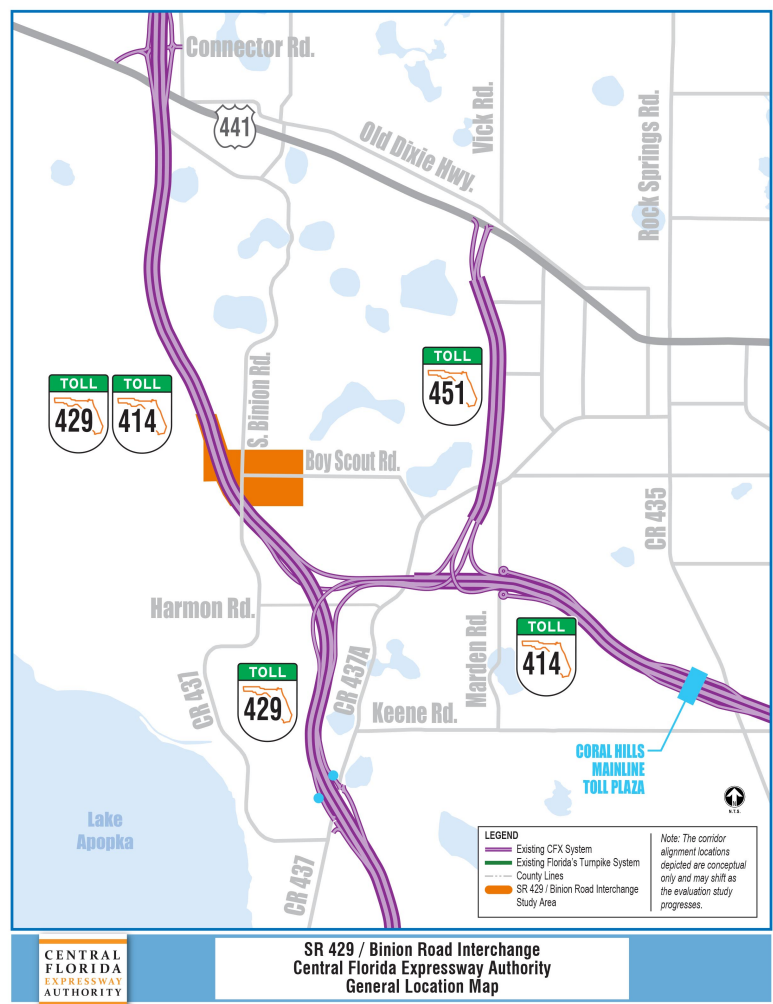 Connector Rd.
441
Old Dixie Hwy.
Vick Rd.
Rock Springs Rd.
TOLL
429
TOLL
414
S. Binion Rd.
TOLL
451
Boy Scout Rd.
CR 435
Harmon Rd.
CR 437
TOLL
429
CR 437A
Marden Rd.
TOLL
414
Keene Rd.
CORAL HILLS
MAINLINE
TOLL PLAZA
N
N.T.S.
Lake
Apopka
CR 437
LEGEND
Existing CFX System
Existing Florida's Turnpike System
County Lines
SR 429 / Binion Road Interchange
Study Area
Note: The corridor
alignment locations
depicted are conceptual
only and may shift as
the evaluation study
progresses.
CENTRAL
FLORIDA
EXPRESSWAY
AUTHORITY
SR 429 / Binion Road Interchange
Central Florida Expressway Authority
General Location Map